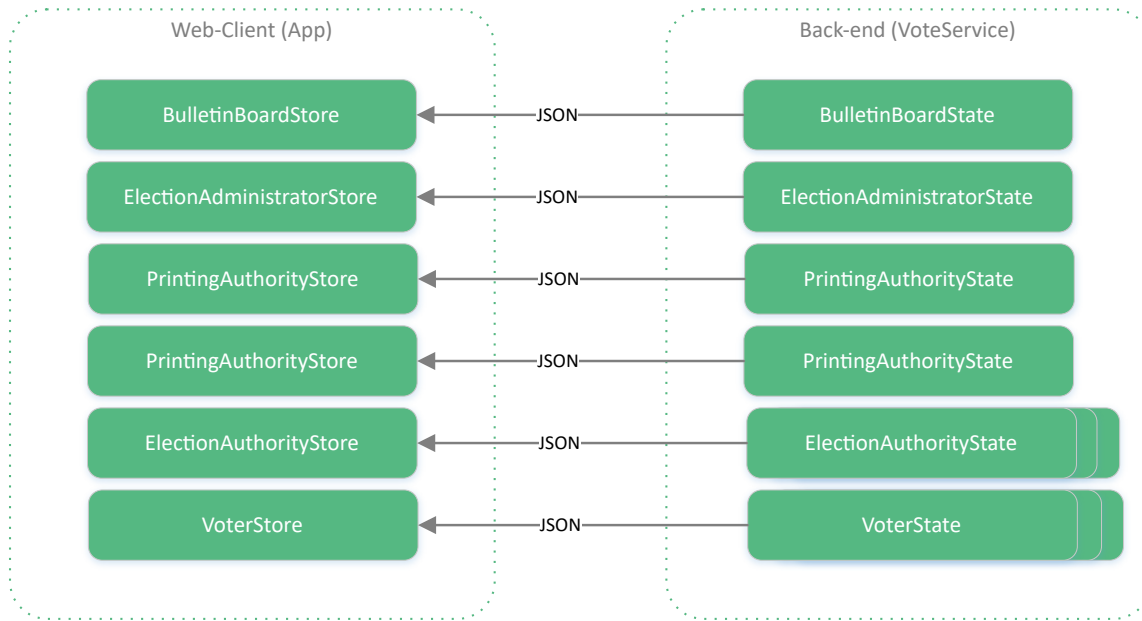 Web-Client (App)
Back-end (VoteService)
BulletinBoardStore
JSON
BulletinBoardState
ElectionAdministratorStore
JSON
ElectionAdministratorState
PrintingAuthorityStore
JSON
PrintingAuthorityState
PrintingAuthorityStore
JSON
PrintingAuthorityState
ElectionAuthorityStore
JSON
ElectionAuthorityState
VoterStore
JSON
VoterState